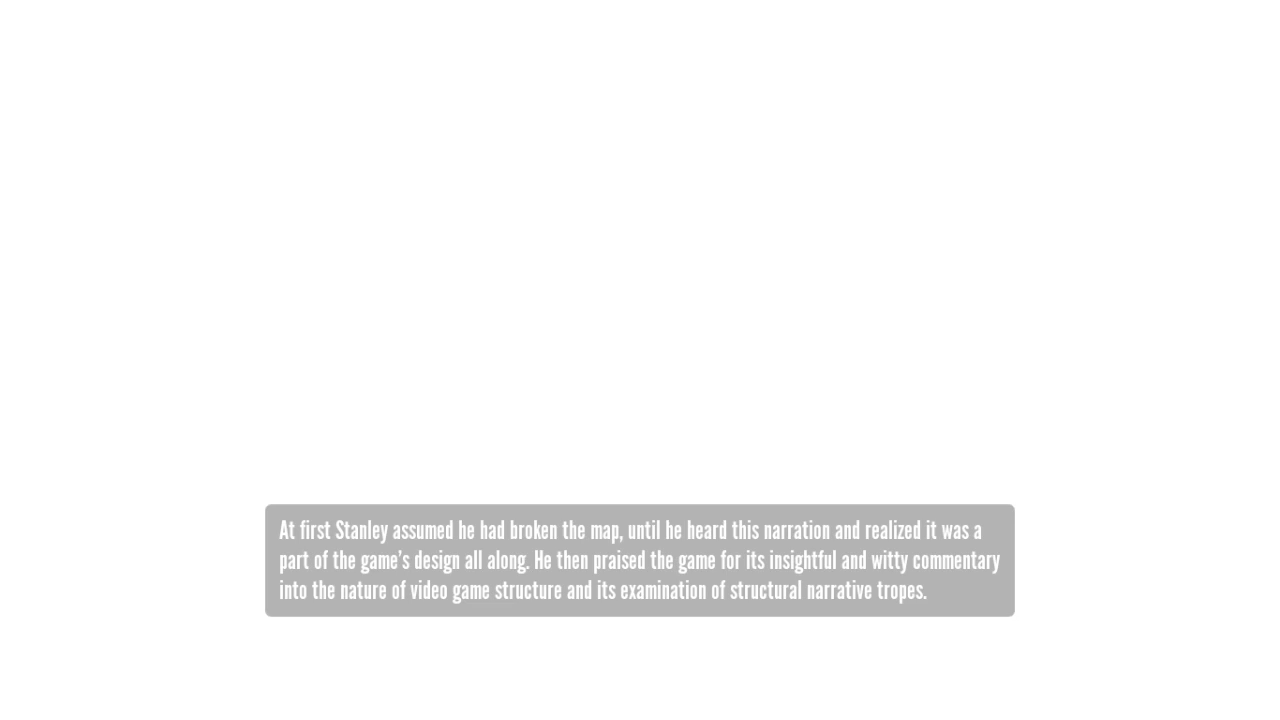 At first Stanley assumed he had broken the map, until he heard this narration and realized it was a
part of the game’s design all along. He then praised the game for its insightful and witty commentary
into the nature of video game structure and its examination of structural narrative tropes.